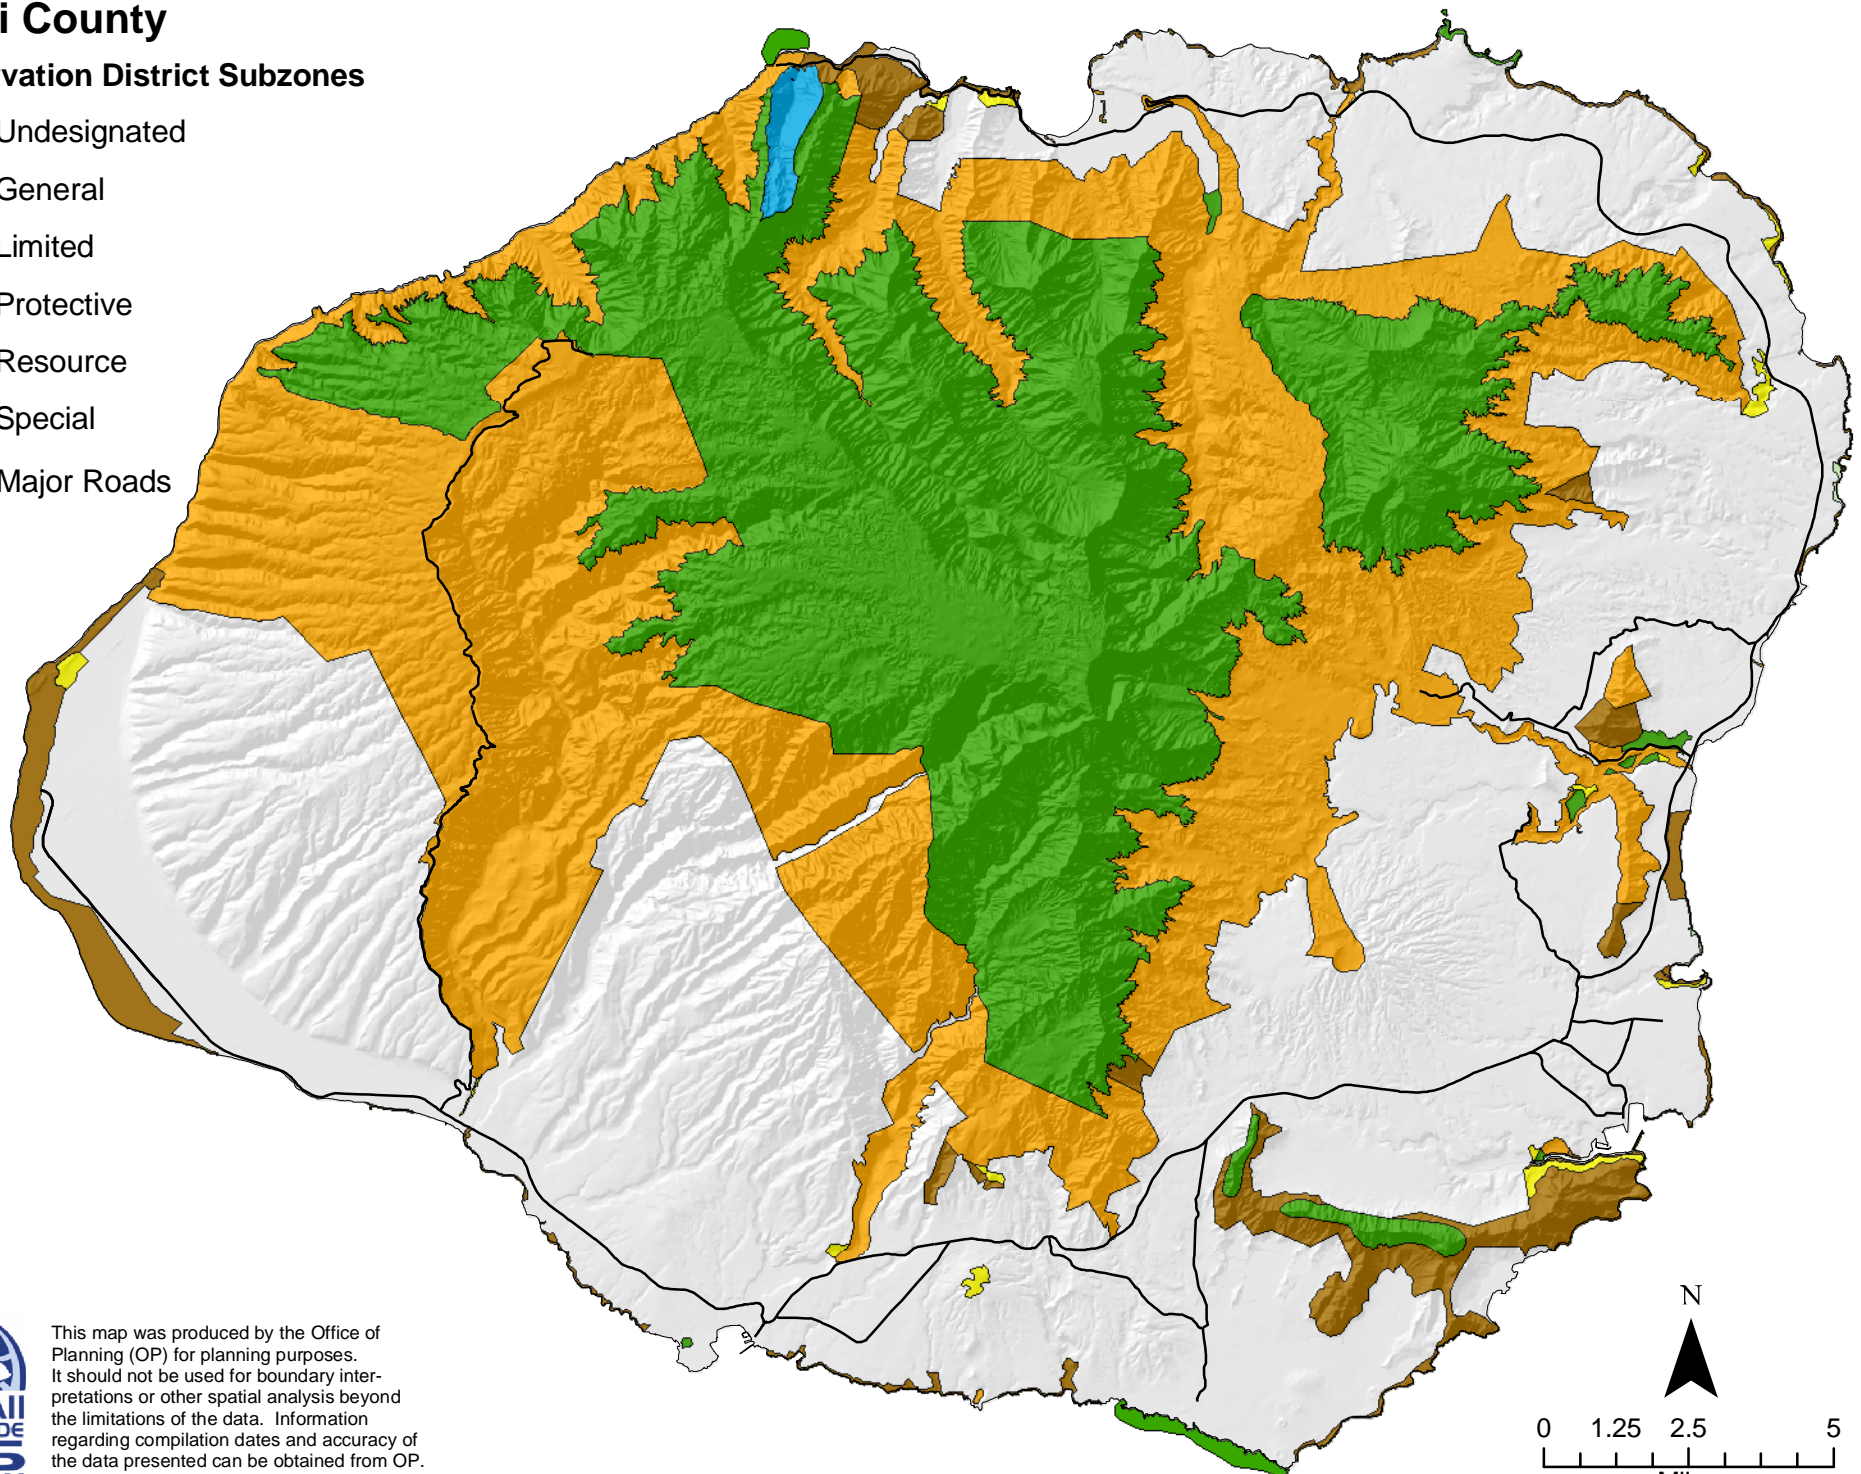 i County
vation District Subzones
Undesignated
General
Limited
Protective
Resource
Special
Major Roads
This map was produced by the Office of
Planning (OP) for planning purposes.
It should not be used for boundary inter-
pretations or other spatial analysis beyond
the limitations of the data.  Information
regarding compilation dates and accuracy of
the data presented can be obtained from OP.
N
0 1.25 2.5 5